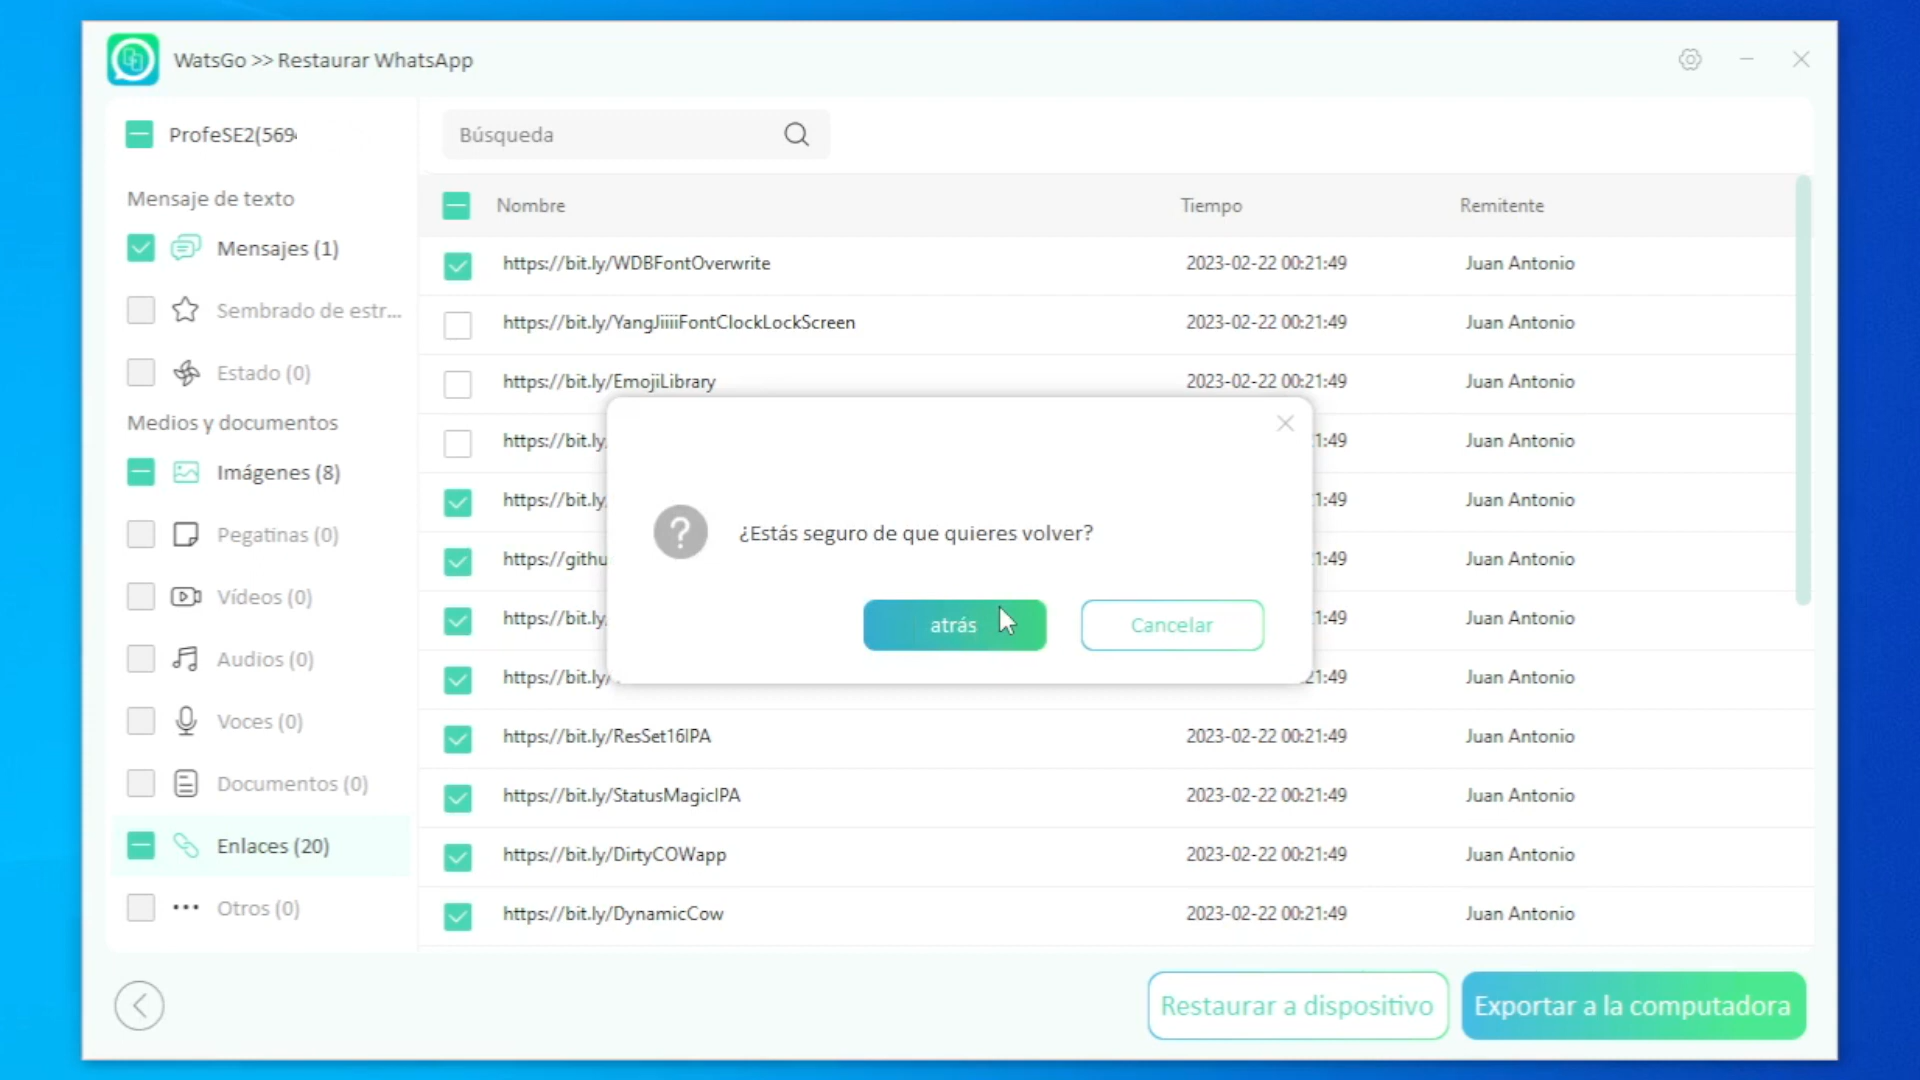 WatsGo >> Restaurar WhatsApp
ProfeSE2(569
Búsqueda
Mensaje de texto
Mensajes (1)
Sembrado de estr...
Estado (0)
Medios y documentos
Imágenes (8)
Pegatinas (0)
Vídeos (0)
Audios (0)
Voces (0)
Documentos (0)
Enlaces (20)
Otros (0)
Nombre Tiempo Remitente
https://bit.ly/WDBFontOverwrite 2023-02-22 00:21:49 Juan Antonio
https://bit.ly/YangJiiiiFontClockLockScreen 2023-02-22 00:21:49 Juan Antonio
https://bit.ly/EmojiLibrary 2023-02-22 00:21:49 Juan Antonio
https://bit.ly/ 1:49 Juan Antonio
https://bit.ly/ 1:49 Juan Antonio
https://githu 1:49 Juan Antonio
https://bit.ly/ 1:49 Juan Antonio
https://bit.ly/ 21:49 Juan Antonio
https://bit.ly/ResSet16IPA 2023-02-22 00:21:49 Juan Antonio
https://bit.ly/StatusMagicIPA 2023-02-22 00:21:49 Juan Antonio
https://bit.ly/DirtyCOWapp 2023-02-22 00:21:49 Juan Antonio
https://bit.ly/DynamicCow 2023-02-22 00:21:49 Juan Antonio
¿Estás seguro de que quieres volver?
atrás Cancelar
Restaurar a dispositivo Exportar a la computadora